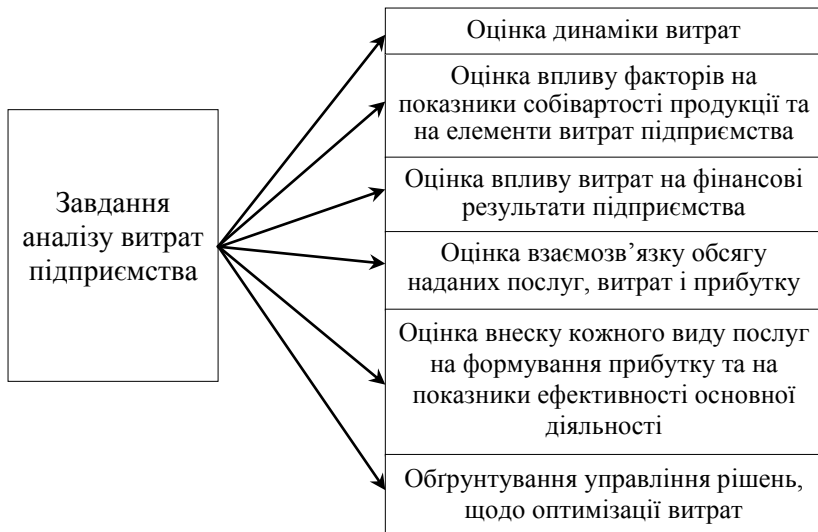 Завдання
аналізу витрат
підприємства
Оцінка динаміки витрат
Оцінка впливу факторів на
показники собівартості продукції та
на елементи витрат підприємства
Оцінка впливу витрат на фінансові
результати підприємства
Оцінка взаємозв’язку обсягу
наданих послуг, витрат і прибутку
Оцінка внеску кожного виду послуг
на формування прибутку та на
показники ефективності основної
діяльності
Обґрунтування управління рішень,
щодо оптимізації витрат